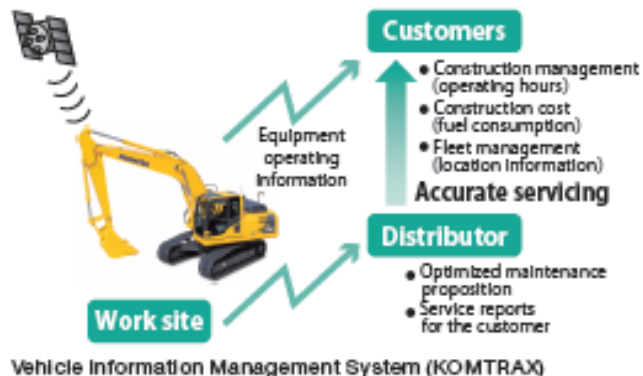 Customers
• Construction management
(operating hours)
• Construction cost
(fuel consumption)
• Fleet management
(location information)
Equipment
operating
information
Accurate servicing
Distributor
• Optimized maintenance
proposition
• Service reports
for the customer
Work site
Vehicle Information Management System (KOMTRAX)